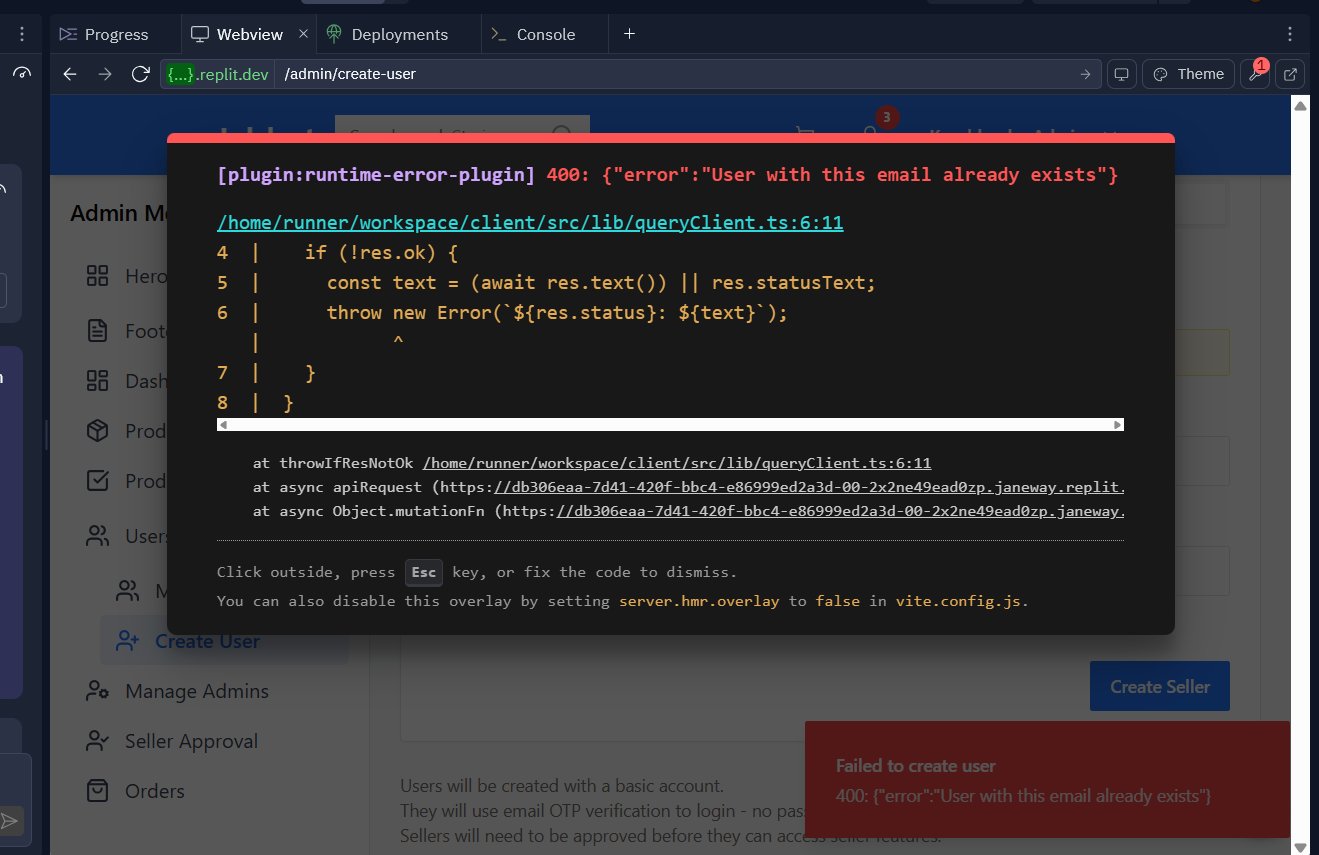 Progress
Webview
Deployments
Console
{...}.replit.dev
/admin/create-user
Theme
1
3
[plugin:runtime-error-plugin] 400: {"error":"User with this email already exists"}
/home/runner/workspace/client/src/lib/queryClient.ts:6:11
4 | if (!res.ok) {
5 | const text = (await res.text()) || res.statusText;
6 | throw new Error(`${res.status}: ${text}`);
| ^
7 | }
8 | }
at throwIfResNotOk /home/runner/workspace/client/src/lib/queryClient.ts:6:11
at async apiRequest (https://db306eaa-7d41-420f-bbc4-e86999ed2a3d-00-2x2ne49ead0zp.janeway.replit.
at async Object.mutationFn (https://db306eaa-7d41-420f-bbc4-e86999ed2a3d-00-2x2ne49ead0zp.janeway.
Click outside, press Esc key, or fix the code to dismiss.
You can also disable this overlay by setting server.hmr.overlay to false in vite.config.js.
Admin
Hero
Foot
Dash
Prod
Prod
Users
Create User
Manage Admins
Seller Approval
Orders
Create Seller
Users will be created with a basic account.
They will use email OTP verification to login - no
Sellers will need to be approved before they can access seller features.
Failed to create user
400: {"error":"User with this email already exists"}